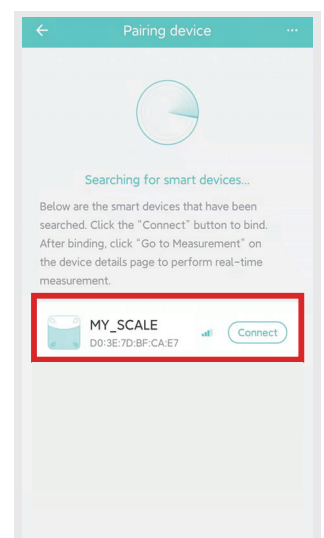 Pairing device
Searching for smart devices...
Below are the smart devices that have been
searched. Click the "Connect" button to bind.
After binding, click "Go to Measurement" on
the device details page to perform real-time
measurement.
MY_SCALE
Connect
D0:3E:7D:BF:CA:E7